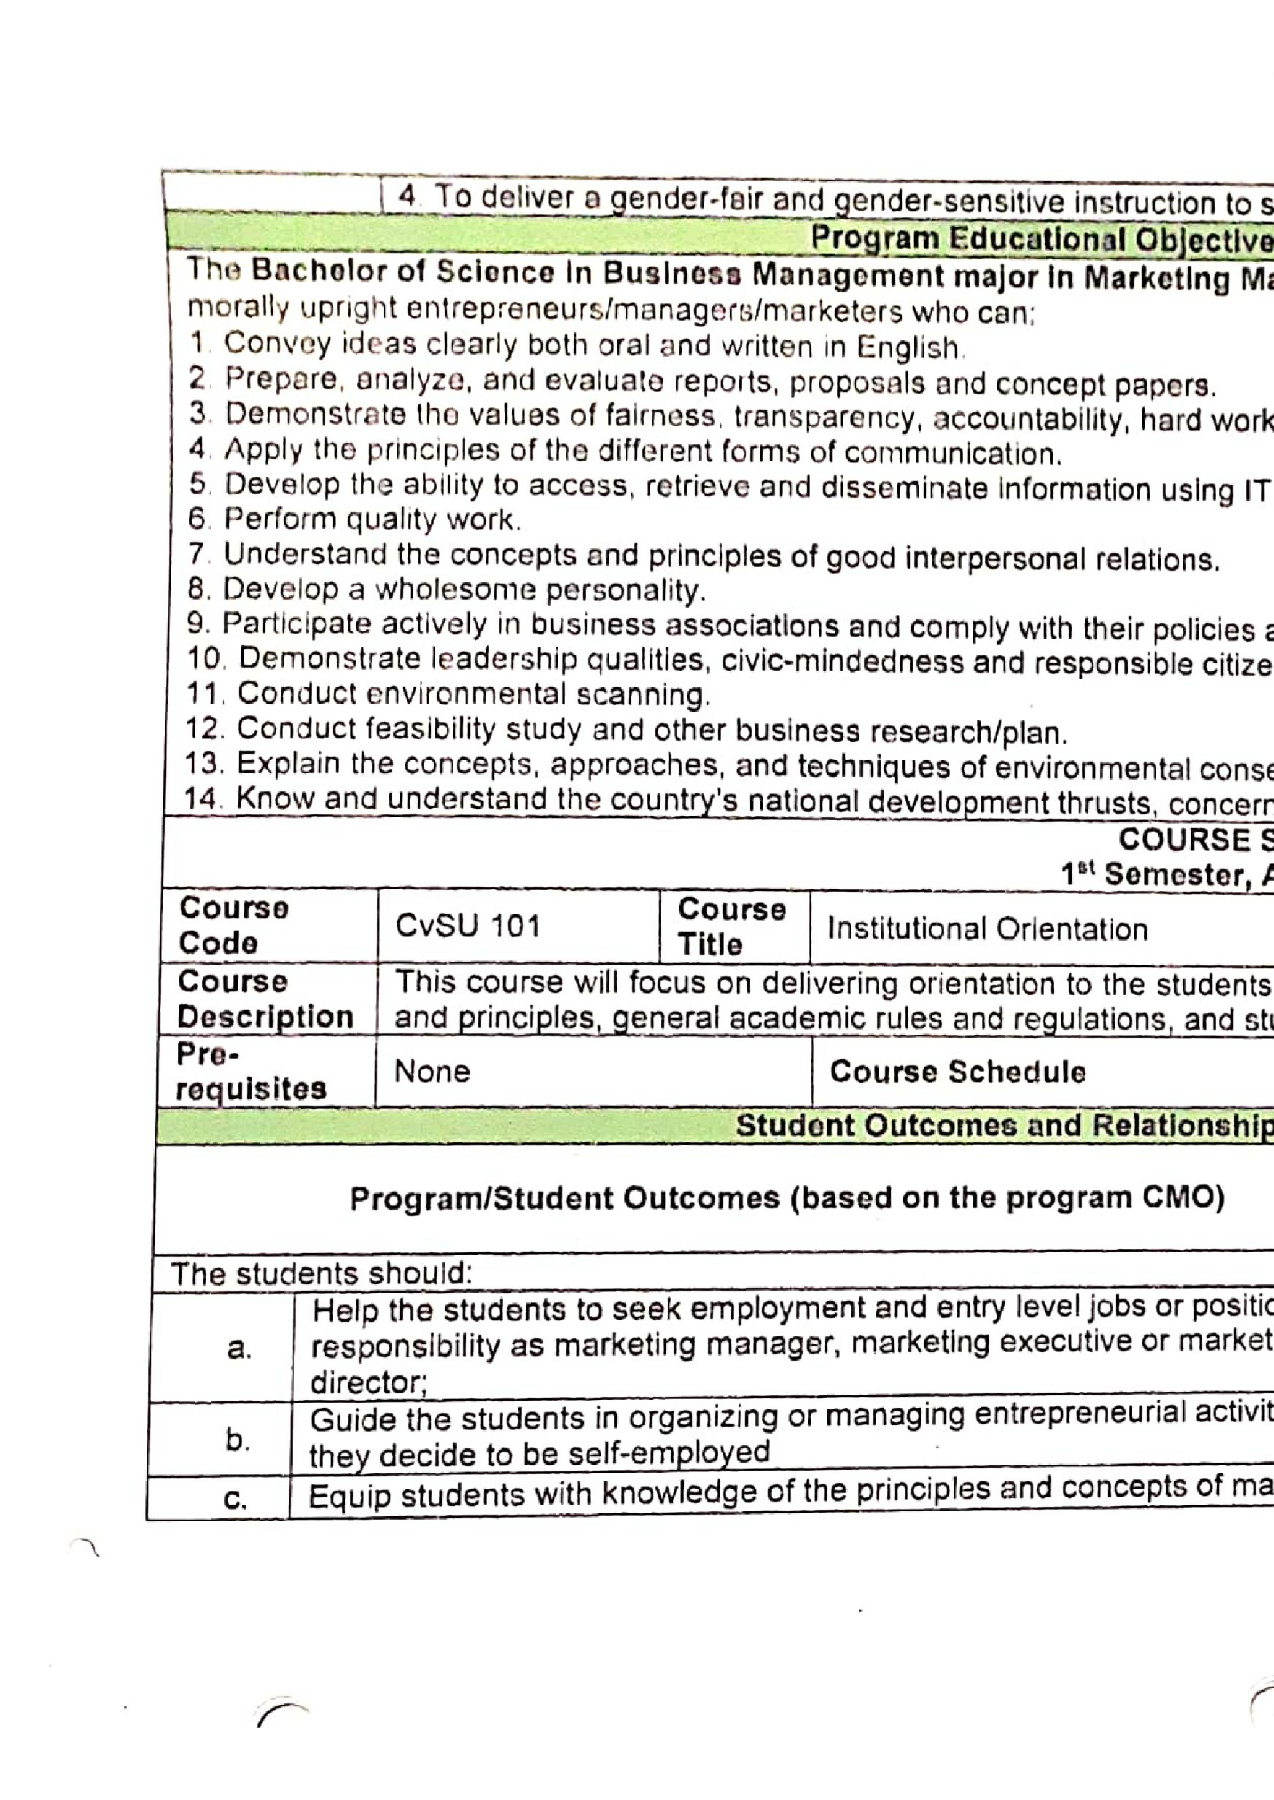 4. To deliver a gender-fair and gender-sensitive instruction to s
Program Educational Objective
The Bachelor of Science in Business Management major in Marketing Ma
morally upright entrepreneurs/managers/marketers who can:
1. Convey ideas clearly both oral and written in English.
2. Prepare, analyze, and evaluate reports, proposals and concept papers.
3. Demonstrate the values of fairness, transparency, accountability, hard work
4. Apply the principles of the different forms of communication.
5. Develop the ability to access, retrieve and disseminate information using IT
6. Perform quality work.
7. Understand the concepts and principles of good interpersonal relations.
8. Develop a wholesome personality.
9. Participate actively in business associations and comply with their policies a
10. Demonstrate leadership qualities, civic-mindedness and responsible citize
11. Conduct environmental scanning.
12. Conduct feasibility study and other business research/plan.
13. Explain the concepts, approaches, and techniques of environmental conse
14. Know and understand the country's national development thrusts, concern
COURSE S
1st Semester, A
Course Code CvSU 101 Course Title Institutional Orientation
Course Description This course will focus on delivering orientation to the students
and principles, general academic rules and regulations, and stu
Pre-requisites None Course Schedule
Student Outcomes and Relationship
Program/Student Outcomes (based on the program CMO)
The students should:
a. Help the students to seek employment and entry level jobs or positio
responsibility as marketing manager, marketing executive or market
director;
b. Guide the students in organizing or managing entrepreneurial activit
they decide to be self-employed
c. Equip students with knowledge of the principles and concepts of ma